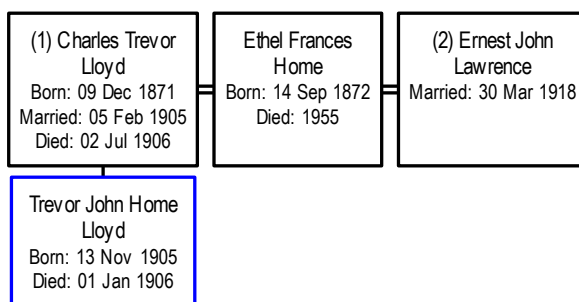 (1) Charles Trevor
Lloyd
Born: 09 Dec 1871
Married: 05 Feb 1905
Died: 02 Jul 1906
Ethel Frances
Home
Born: 14 Sep 1872
Died: 1955
(2) Ernest John
Lawrence
Married: 30 Mar 1918
Trevor John Home
Lloyd
Born: 13 Nov 1905
Died: 01 Jan 1906